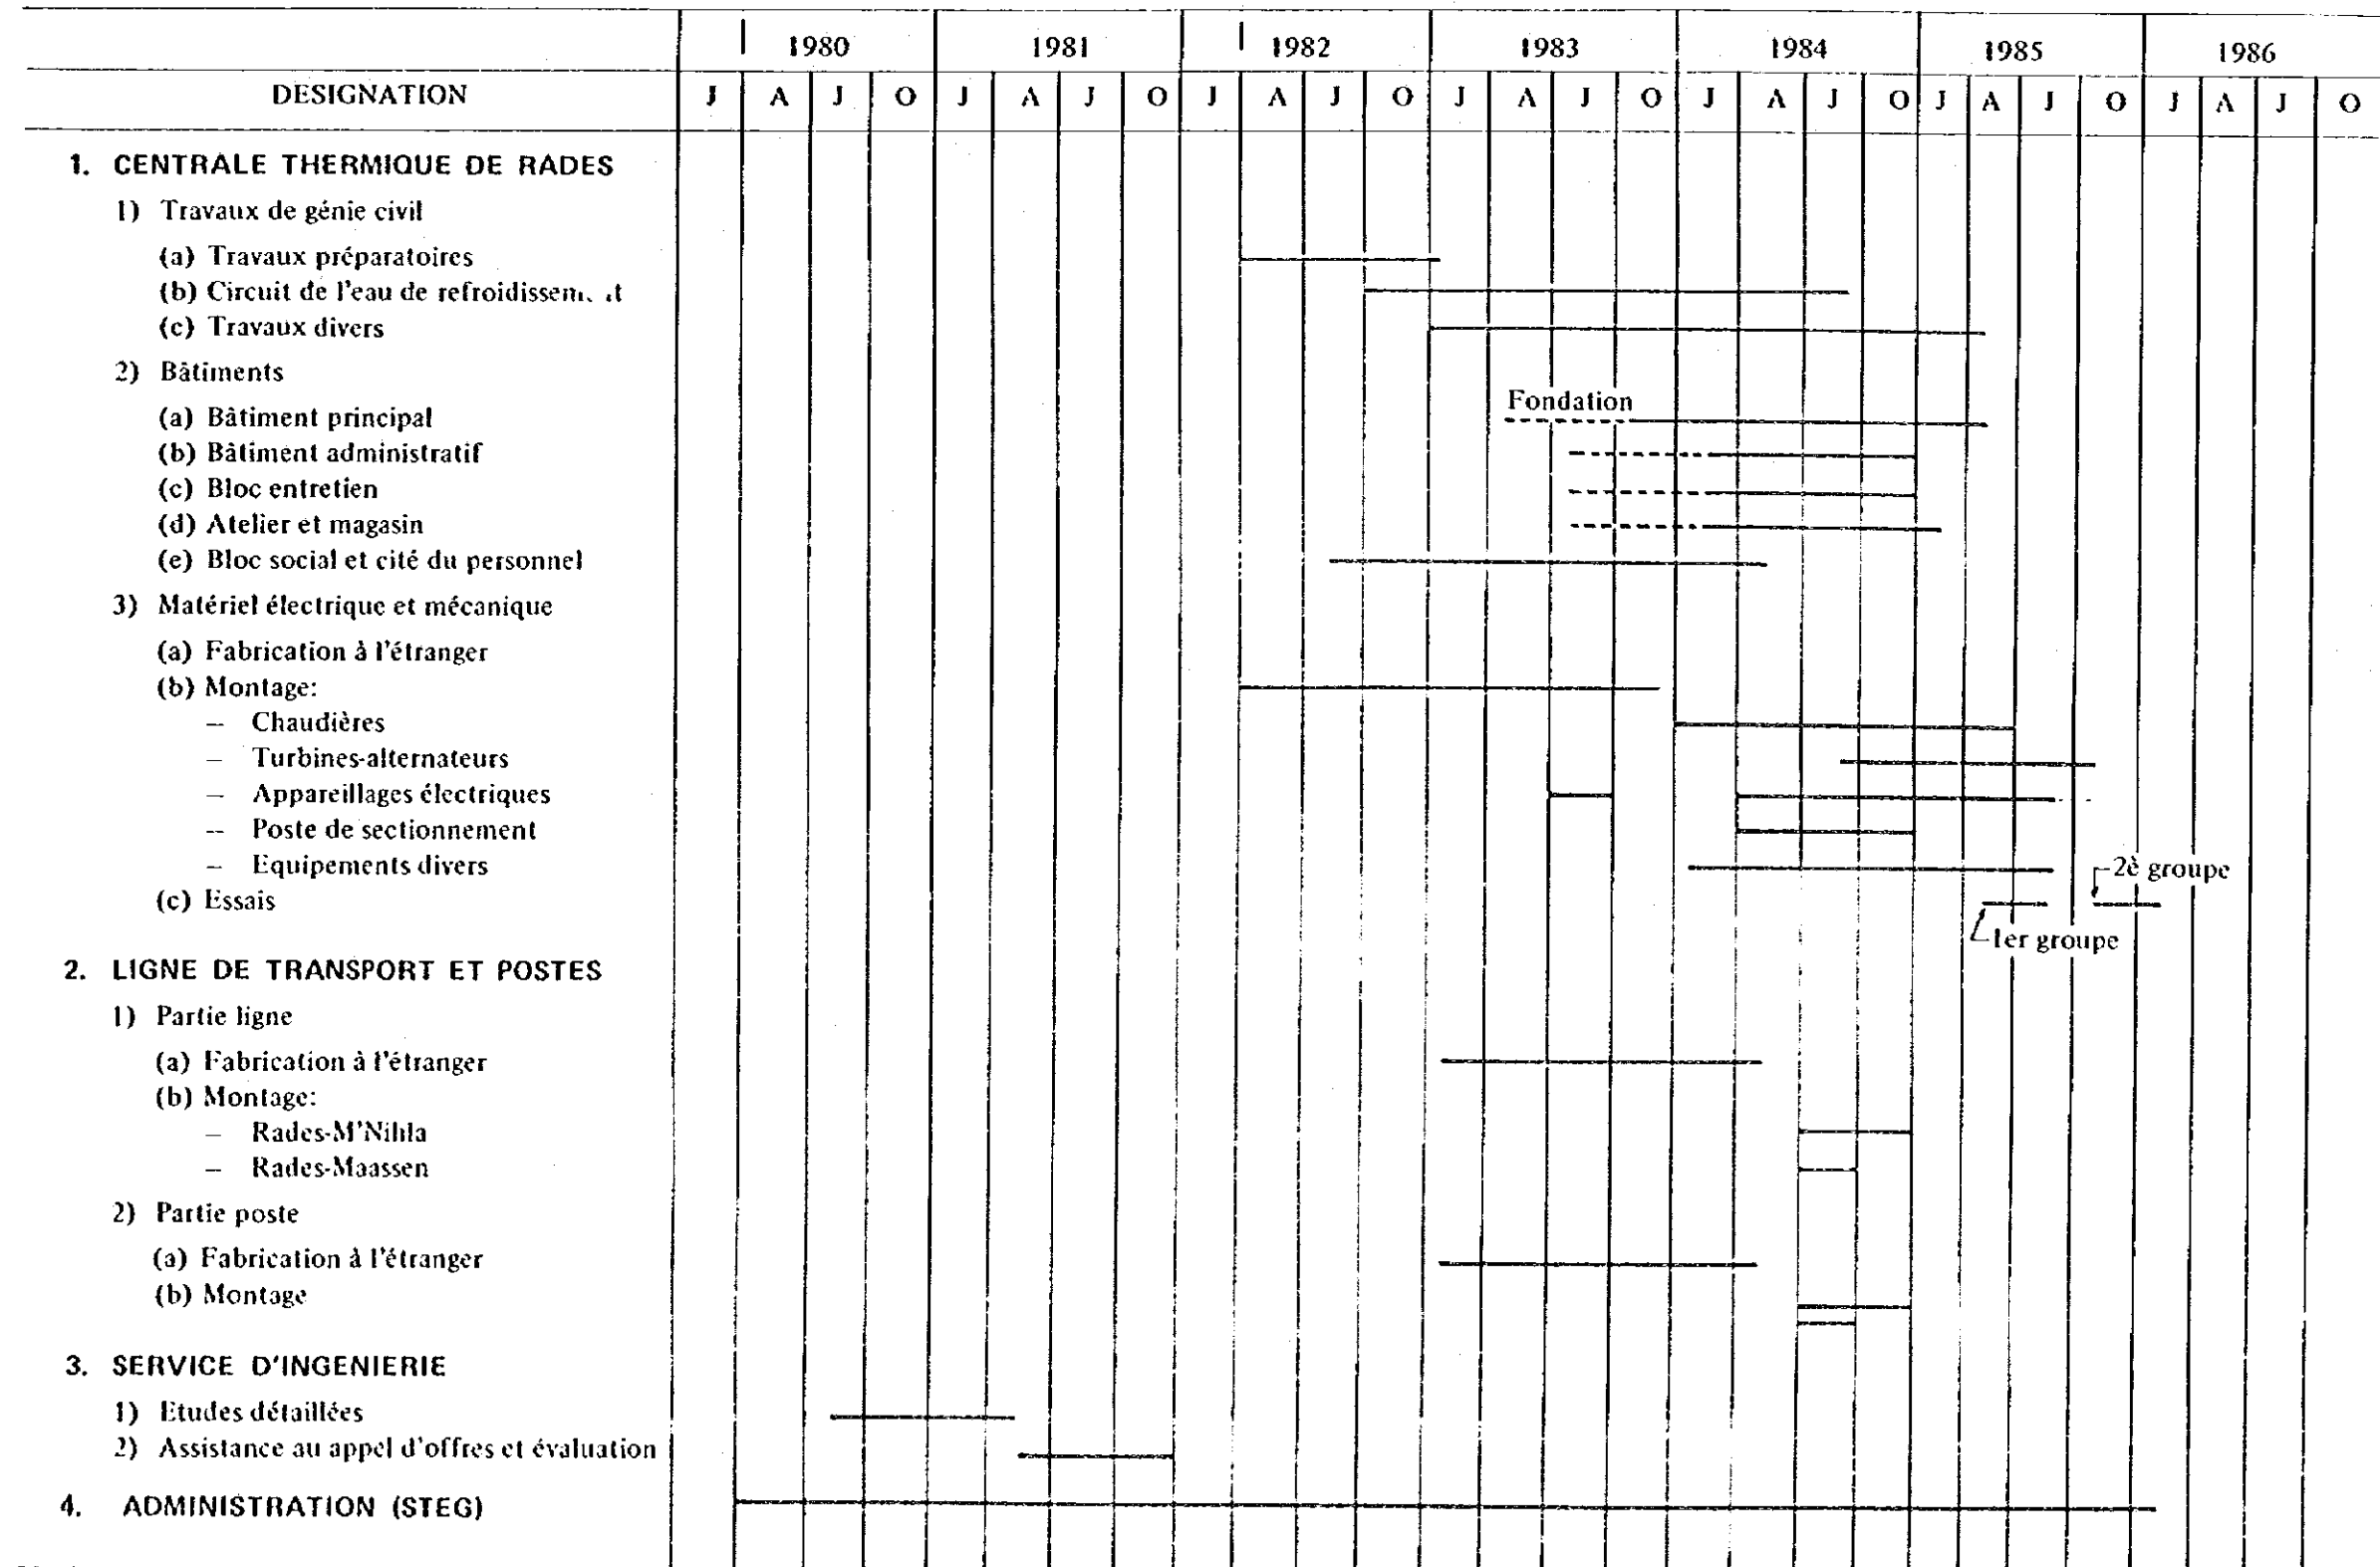 1980 1981 1982 1983 1984 1985 1986
DESIGNATION J A J O J A J O J A J O J A J O J A J O J A J O J A J O
1. CENTRALE THERMIQUE DE RADES
1) Travaux de génie civil
(a) Travaux préparatoires
(b) Circuit de l'eau de
(c) Travaux divers
2) Bâtiments
Fondation
(a) Bâtiment principal
(b) Bâtiment administratif
(c) Bloc entretien
(d) Atelier et magasin
(e) Bloc social et cité du personnel
3) Matériel électrique et mécanique
(a) Fabrication à l'étranger
(b) Montage:
– Chaudières
– Turbines-alternateurs
– Appareillages électriques
– Poste de sectionnement
– Equipements divers
2è groupe
(c) Essais
1er groupe
2. LIGNE DE TRANSPORT ET POSTES
1) Partie ligne
(a) Fabrication à l'étranger
(b) Montage:
– Rades-M'Nihla
– Rades-Maassen
2) Partie poste
(a) Fabrication à l'étranger
(b) Montage
3. SERVICE D'INGENIERIE
1) Etudes détaillées
2) Assistance au appel d'offres et évaluation
4. ADMINISTRATION (STEG)